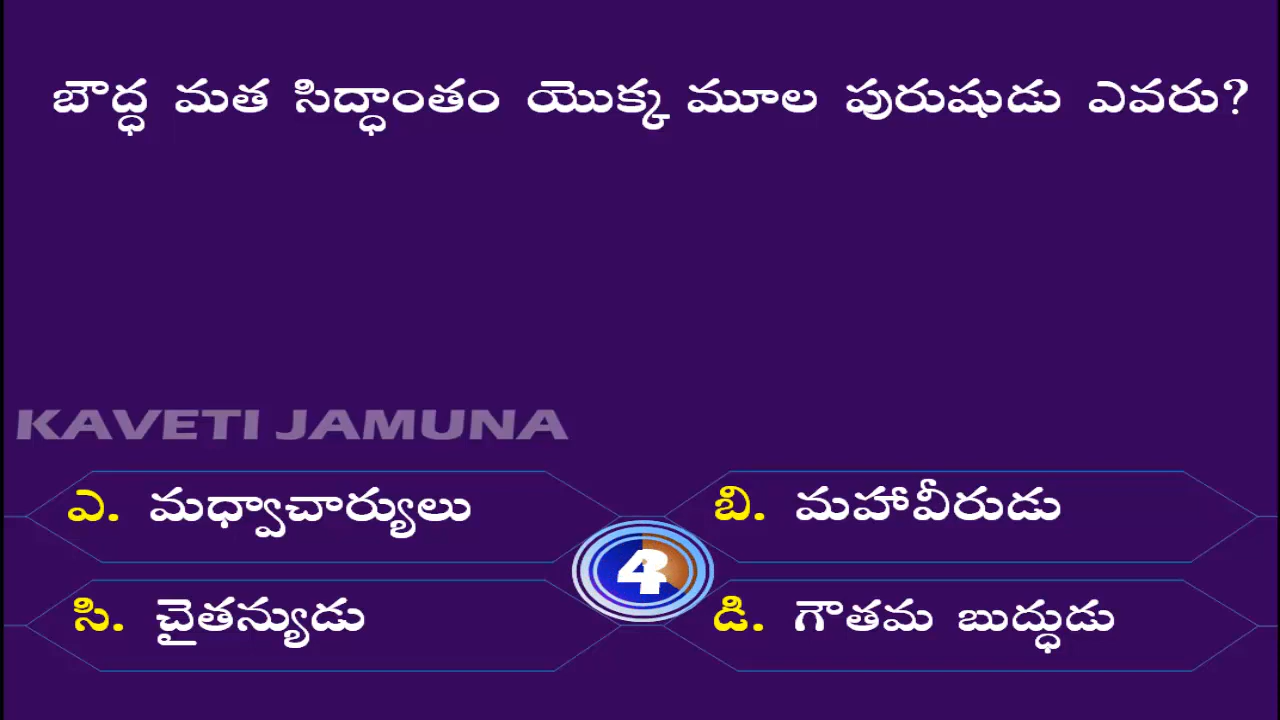 బౌద్ధ మత సిద్ధాంతం యొక్క మూల పురుషుడు ఎవరు?
KAVETI JAMUNA
ఎ. మధ్వాచార్యులు
బి. మహావీరుడు
సి. చైతన్యుడు
డి. గౌతమ బుద్ధుడు